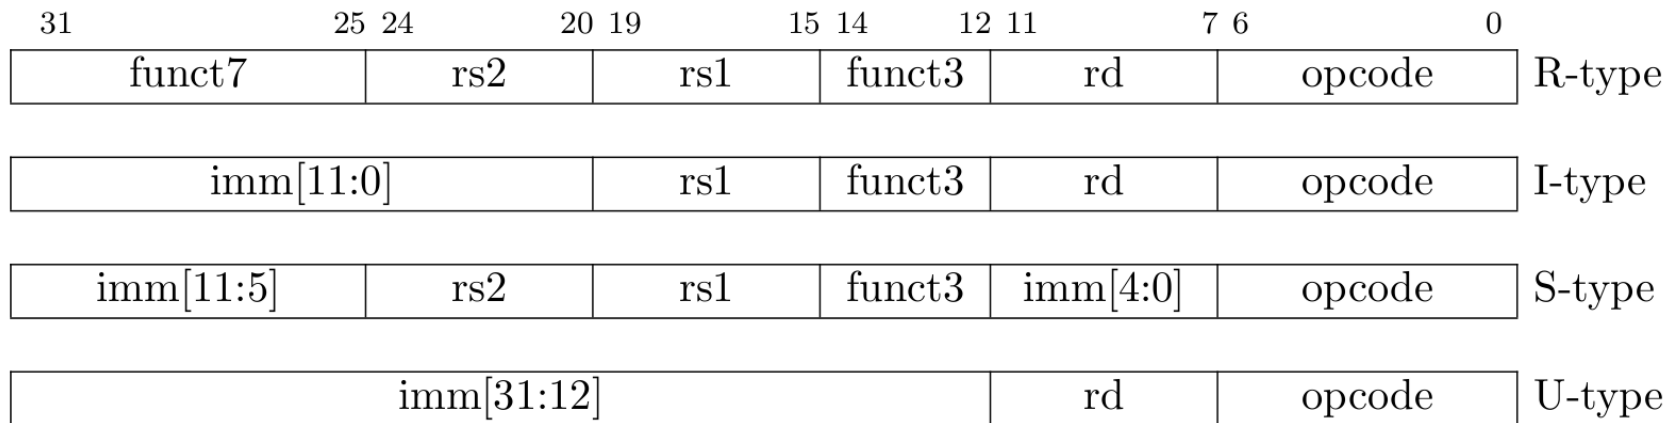 31 25 24 20 19 15 14 12 11 7 6 0
funct7 rs2 rs1 funct3 rd opcode R-type
imm[11:0] rs1 funct3 rd opcode I-type
imm[11:5] rs2 rs1 funct3 imm[4:0] opcode S-type
imm[31:12] rd opcode U-type